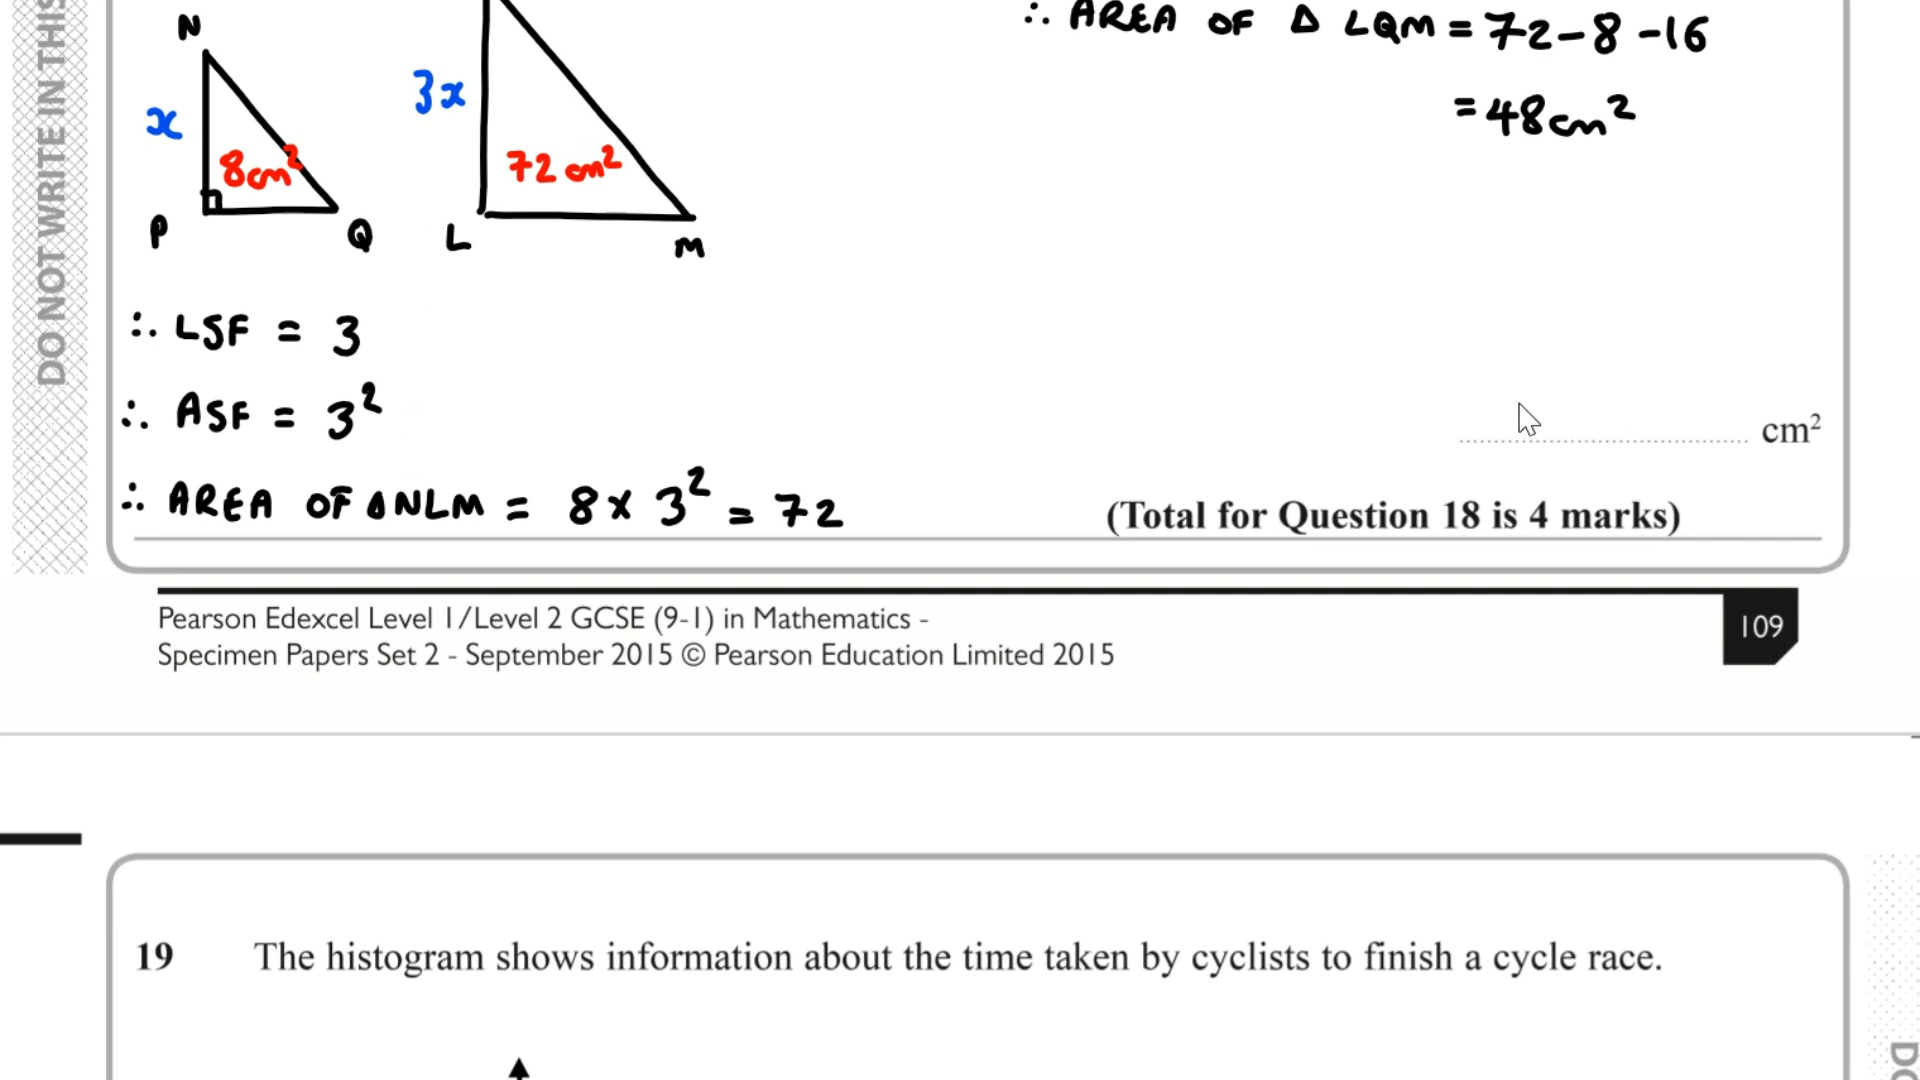 DO NOT WRITE IN THIS
N
x
8cm²
P
Q
3x
72 cm²
L
M
∴ AREA OF Δ LQM = 72-8-16
= 48cm²
∴ LSF = 3
∴ ASF = 3²
∴ AREA OF ΔNLM = 8 x 3² = 72
cm²
(Total for Question 18 is 4 marks)
Pearson Edexcel Level 1/Level 2 GCSE (9-1) in Mathematics -
Specimen Papers Set 2 - September 2015 © Pearson Education Limited 2015
109
19 The histogram shows information about the time taken by cyclists to finish a cycle race.